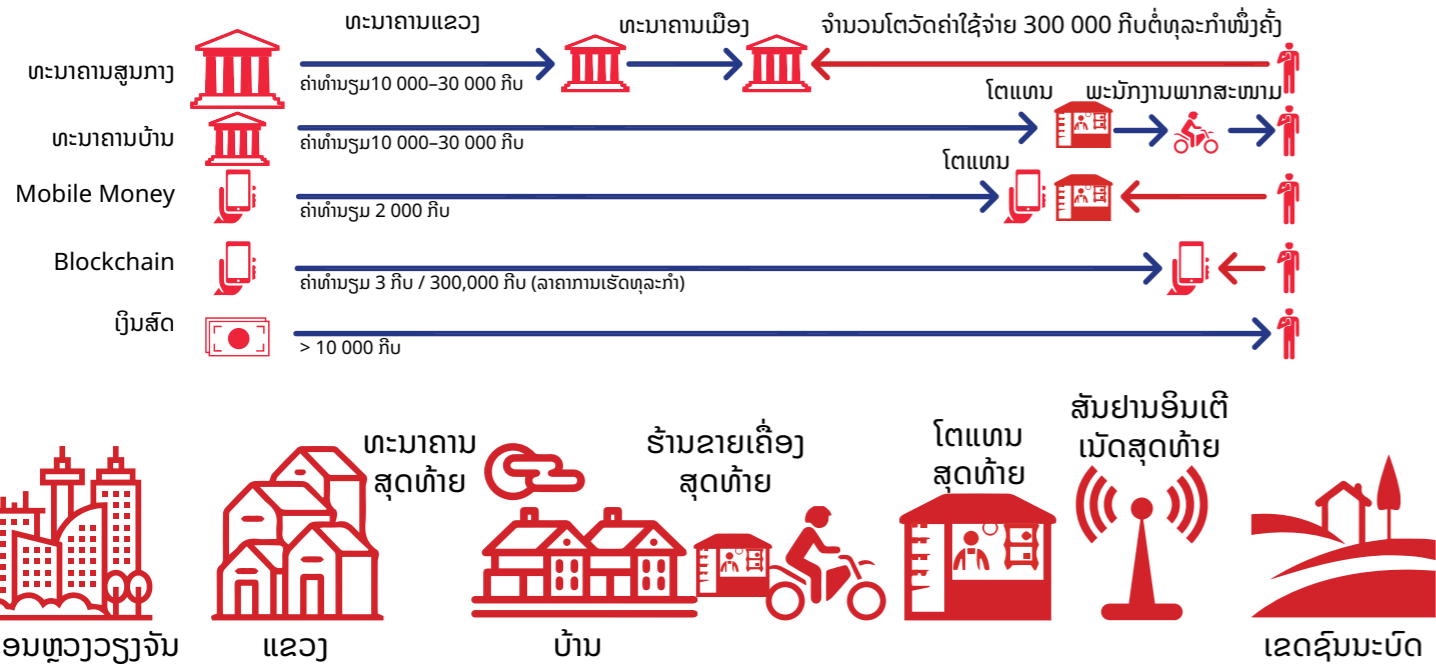 ທະນາຄານແຂວງ
ທະນາຄານເມືອງ
ຈຳນວນໂຕວັດຄ່າໃຊ້ຈ່າຍ 300 000 ກີບຕໍ່ທຸລະກຳໜຶ່ງຄັ້ງ
ທະນາຄານສູນກາງ
ຄ່າທຳນຽມ10 000–30 000 ກີບ
ໂຕແທນ
ພະນັກງານພາກສະໜາມ
ທະນາຄານບ້ານ
ຄ່າທຳນຽມ10 000–30 000 ກີບ
ໂຕແທນ
Mobile Money
ຄ່າທຳນຽມ 2 000 ກີບ
Blockchain
ຄ່າທຳນຽມ 3 ກີບ / 300,000 ກີບ (ລາຄາການເຮັດທຸລະກຳ)
ເງິນສົດ
> 10 000 ກີບ
ທະນາຄານ
ສຸດທ້າຍ
ຮ້ານຂາຍເຄື່ອງ
ສຸດທ້າຍ
ໂຕແທນ
ສຸດທ້າຍ
ສັນຢານອິນເຕີ
ເນັດສຸດທ້າຍ
ອນຫຼວງວຽງຈັນ
ແຂວງ
ບ້ານ
ເຂດຊົນນະບົດ